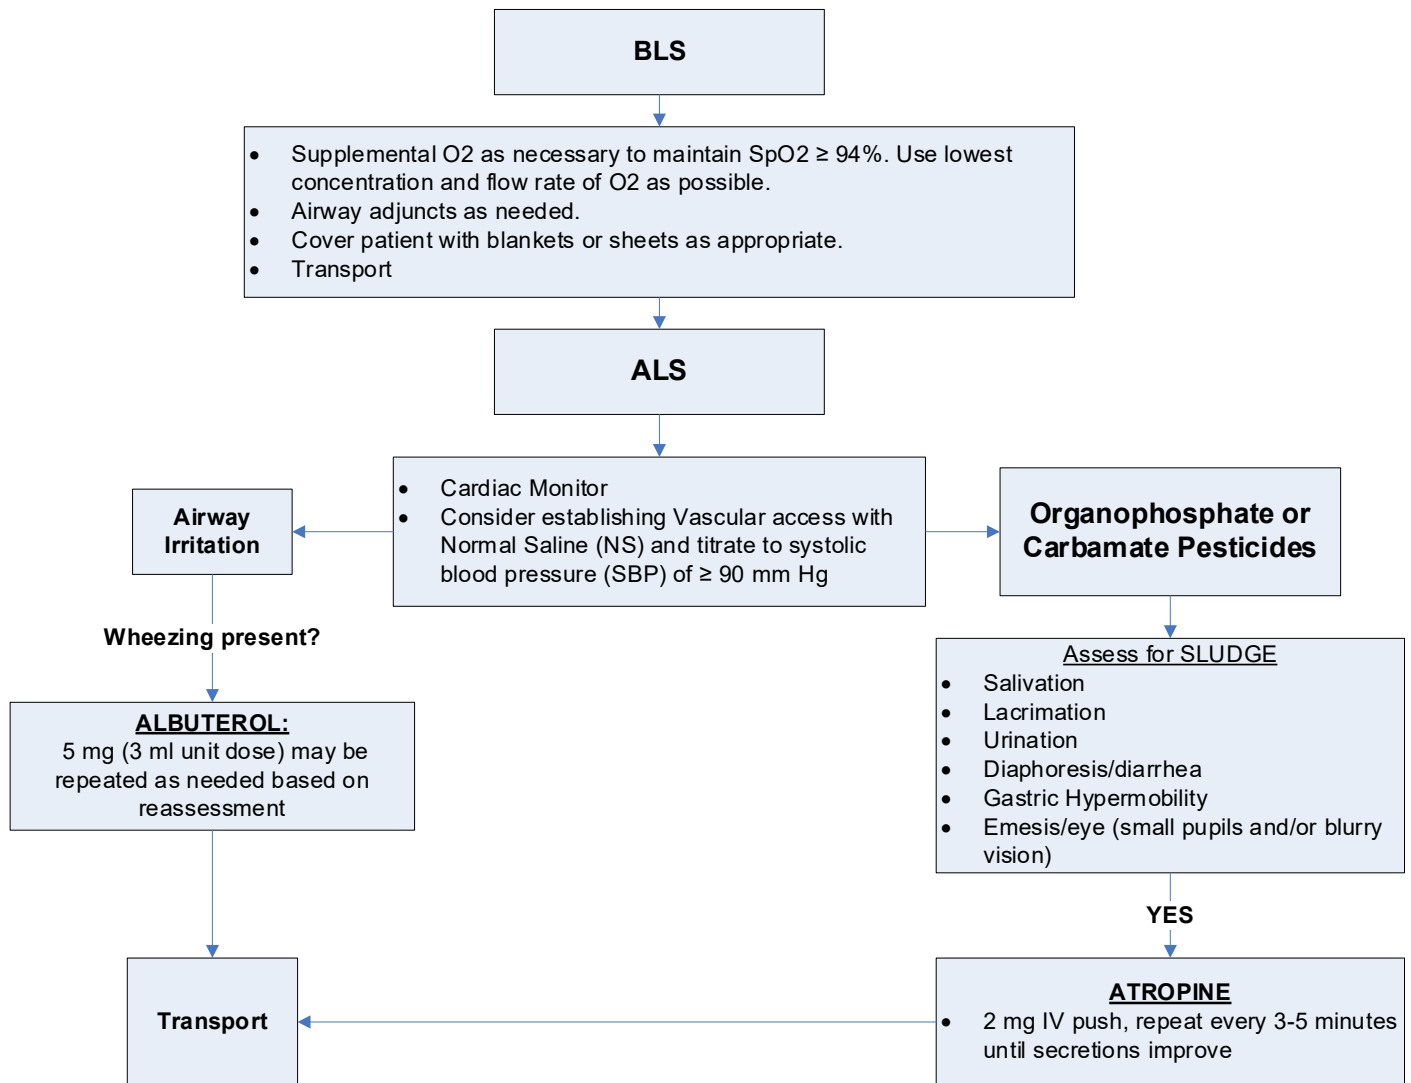 BLS
• Supplemental O2 as necessary to maintain SpO2 ≥ 94%. Use lowest
concentration and flow rate of O2 as possible.
• Airway adjuncts as needed.
• Cover patient with blankets or sheets as appropriate.
• Transport
ALS
• Cardiac Monitor
• Consider establishing Vascular access with
Normal Saline (NS) and titrate to systolic
blood pressure (SBP) of ≥ 90 mm Hg
Airway
Irritation
Wheezing present?
ALBUTEROL:
5 mg (3 ml unit dose) may be
repeated as needed based on
reassessment
Organophosphate or
Carbamate Pesticides
Assess for SLUDGE
• Salivation
• Lacrimation
• Urination
• Diaphoresis/diarrhea
• Gastric Hypermobility
• Emesis/eye (small pupils and/or blurry
vision)
YES
ATROPINE
• 2 mg IV push, repeat every 3-5 minutes
until secretions improve
Transport